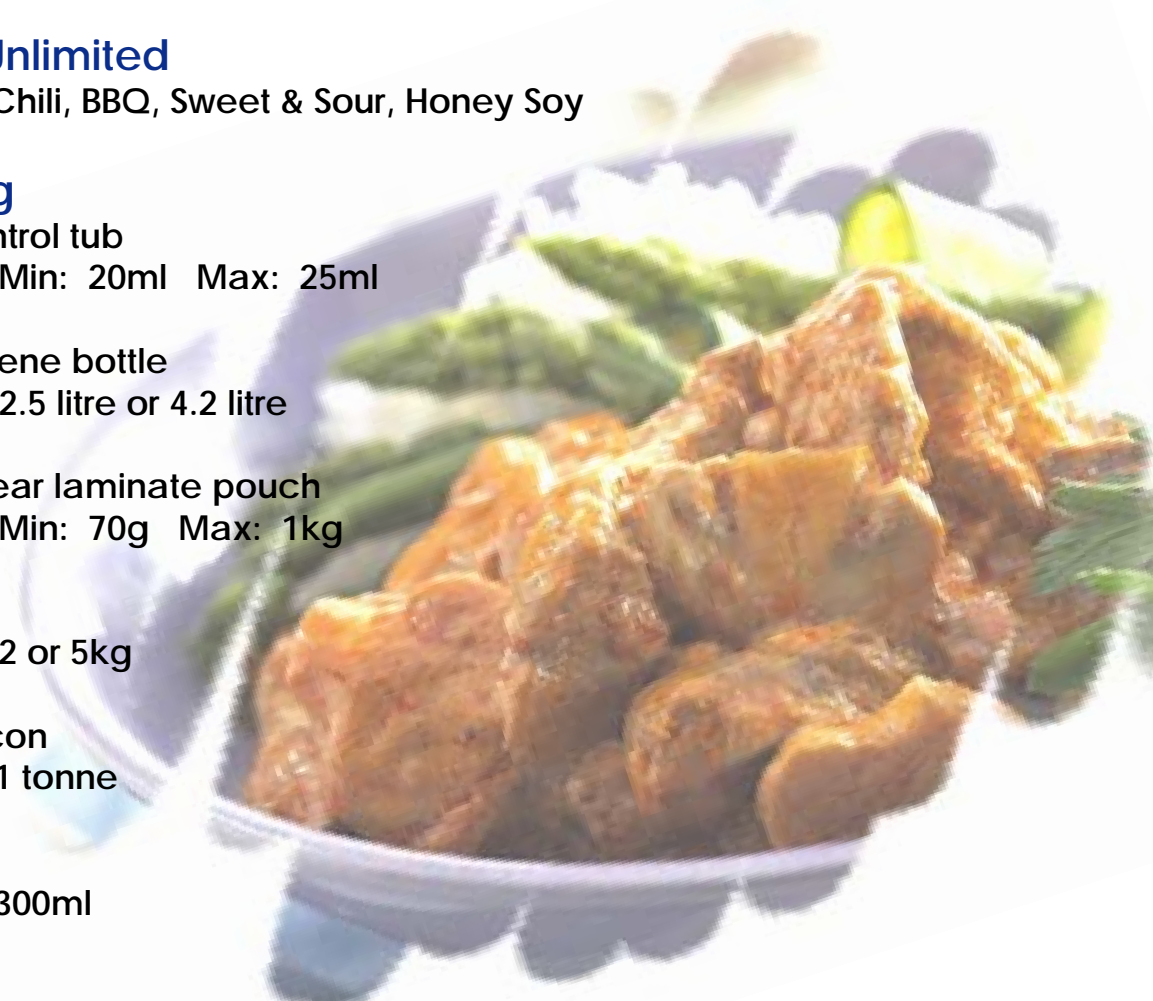 Unlimited
Chili, BBQ, Sweet & Sour, Honey Soy
g
ntrol tub
Min: 20ml Max: 25ml
ene bottle
2.5 litre or 4.2 litre
ear laminate pouch
Min: 70g Max: 1kg
2 or 5kg
con
1 tonne
300ml